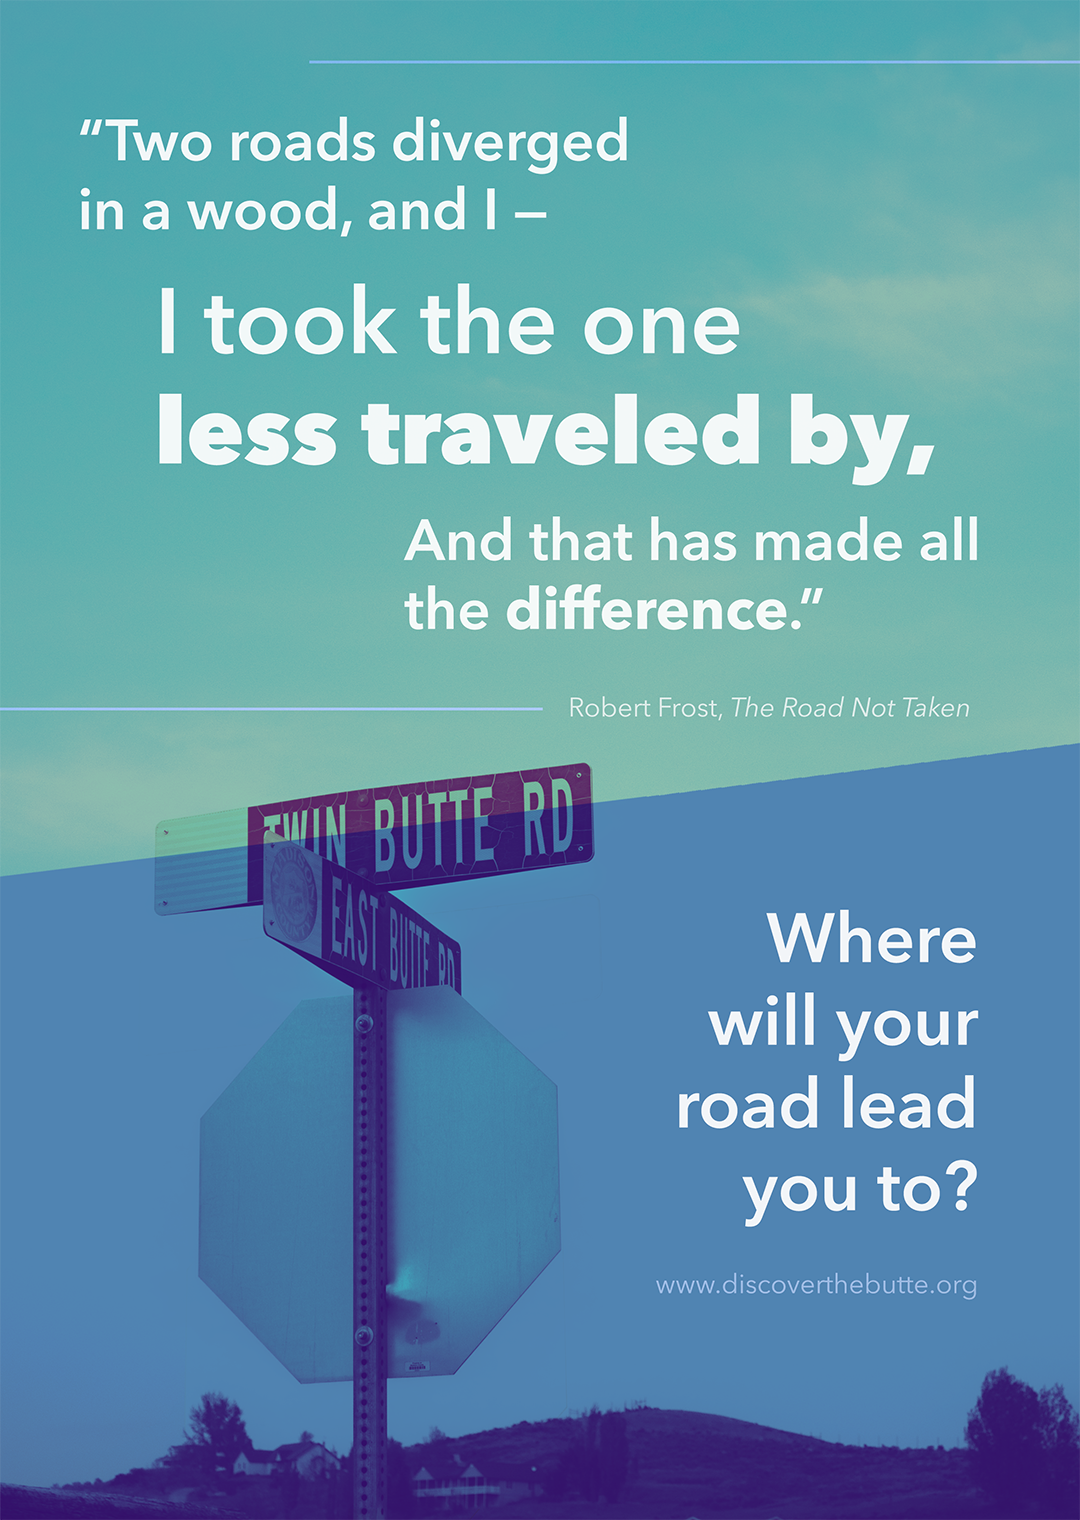 “Two roads diverged
in a wood, and I –
I took the one
less traveled by,
And that has made all
the difference.”
Robert Frost, The Road Not Taken
TWIN BUTTE RD
EAST BUTTE RD
Where
will your
road lead
you to?
www.discoverthebutte.org